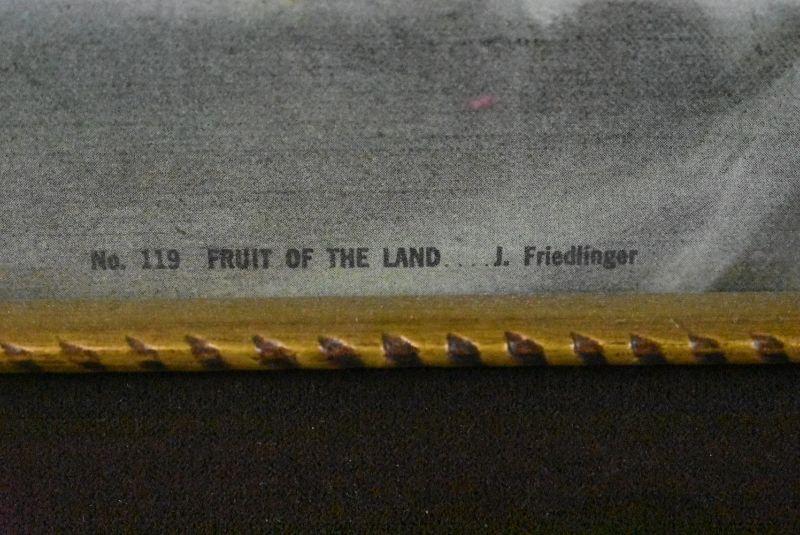 No. 119 FRUIT OF THE LAND....J. Friedlinger